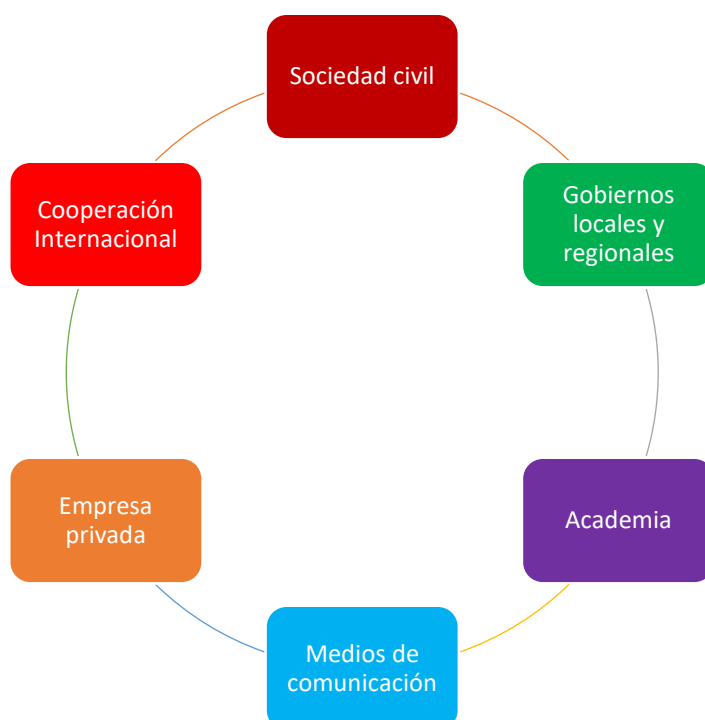 Sociedad civil
Gobiernos
locales y
regionales
Academia
Medios de
comunicación
Empresa
privada
Cooperación
Internacional